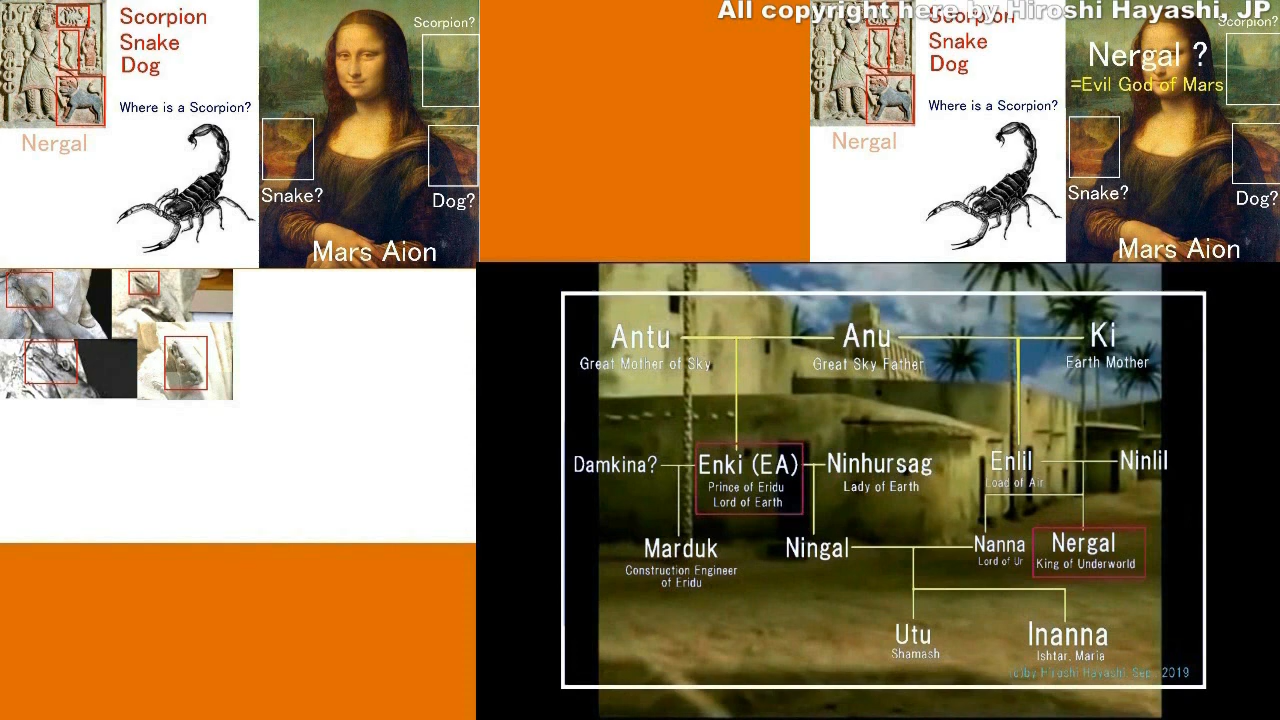 All copyright here by Hiroshi Hayashi, JP
Scorpion
Snake
Dog
Where is a Scorpion?
Nergal
Scorpion?
Snake?
Dog?
Mars Aion
Scorpion
Snake
Dog
Where is a Scorpion?
Nergal
Scorpion?
Nergal ?
=Evil God of Mars
Snake?
Dog?
Mars Aion
Antu
Great Mother of Sky
Anu
Great Sky Father
Ki
Earth Mother
Damkina?
Enki (EA)
Prince of Eridu
Lord of Earth
Ninhursag
Lady of Earth
Enlil
Load of Air
Ninlil
Marduk
Construction Engineer
of Eridu
Ningal
Nanna
Lord of Ur
Nergal
King of Underworld
Utu
Shamash
Inanna
Ishtar, Maria
(c)by Hiroshi Hayashi, Sep. 2019